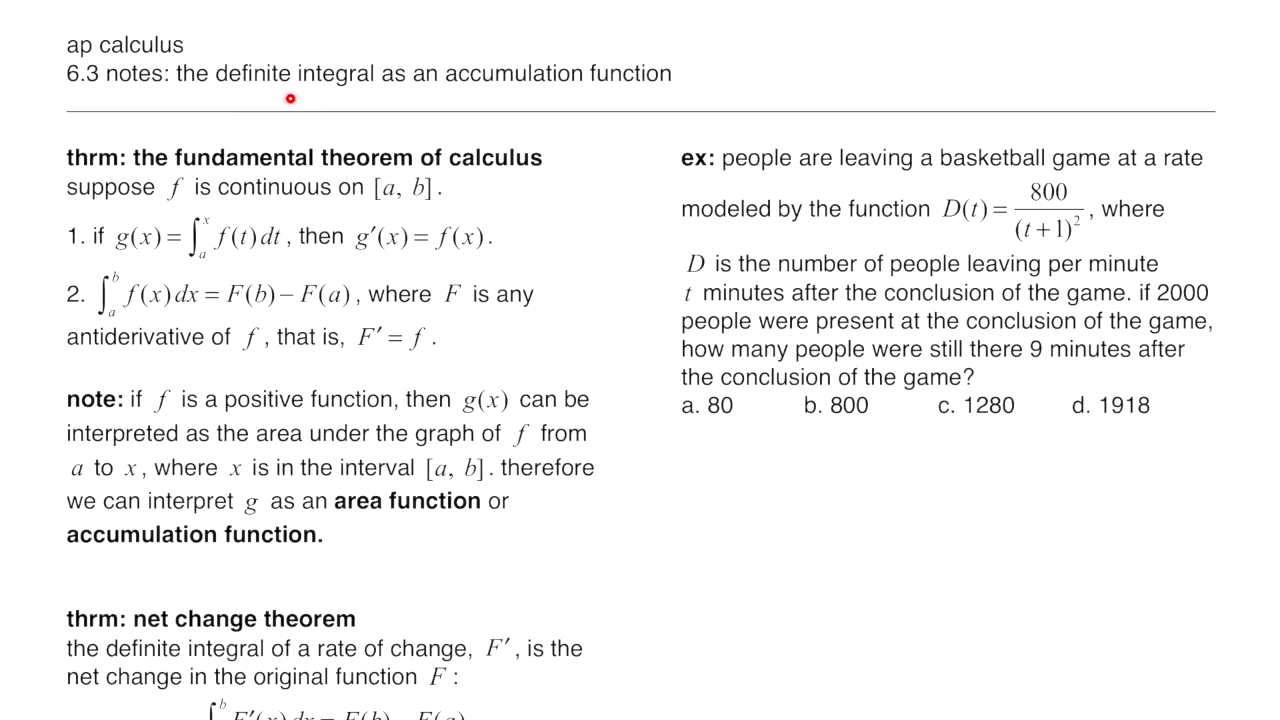 ap calculus
6.3 notes: the definite integral as an accumulation function
thrm: the fundamental theorem of calculus
suppose f is continuous on [a, b].
1. if g(x) = ∫_a^x f(t) dt, then g′(x) = f(x).
2. ∫_a^b f(x) dx = F(b) − F(a), where F is any
antiderivative of f, that is, F′ = f.
note: if f is a positive function, then g(x) can be
interpreted as the area under the graph of f from
a to x, where x is in the interval [a, b]. therefore
we can interpret g as an area function or
accumulation function.
thrm: net change theorem
the definite integral of a rate of change, F′, is the
net change in the original function F:
∫_a^b F′(x) dx = F(b) − F(a)
ex: people are leaving a basketball game at a rate
modeled by the function D(t) = 800/(t+1)^2, where
D is the number of people leaving per minute
t minutes after the conclusion of the game. if 2000
people were present at the conclusion of the game,
how many people were still there 9 minutes after
the conclusion of the game?
a. 80 b. 800 c. 1280 d. 1918